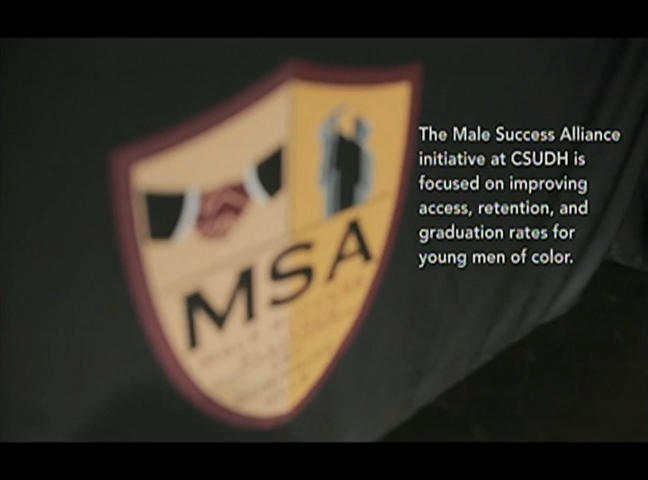 The Male Success Alliance
initiative at CSUDH is
focused on improving
access, retention, and
graduation rates for
young men of color.
MSA